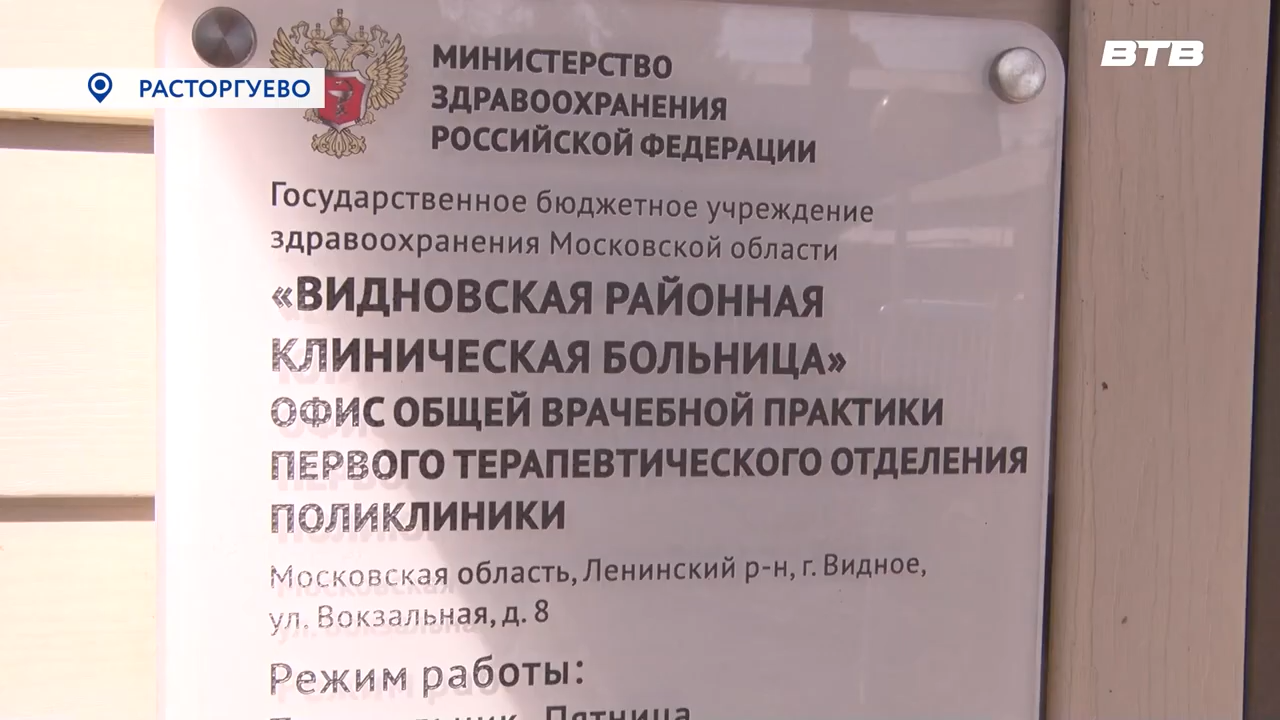 РАСТОРГУЕВО
ВТВ
МИНИСТЕРСТВО
ЗДРАВООХРАНЕНИЯ
РОССИЙСКОЙ ФЕДЕРАЦИИ
Государственное бюджетное учреждение
здравоохранения Московской области
«ВИДНОВСКАЯ РАЙОННАЯ
КЛИНИЧЕСКАЯ БОЛЬНИЦА»
ОФИС ОБЩЕЙ ВРАЧЕБНОЙ ПРАКТИКИ
ПЕРВОГО ТЕРАПЕВТИЧЕСКОГО ОТДЕЛЕНИЯ
ПОЛИКЛИНИКИ
Московская область, Ленинский р-н, г. Видное,
ул. Вокзальная, д. 8
Режим работы:
Пятница